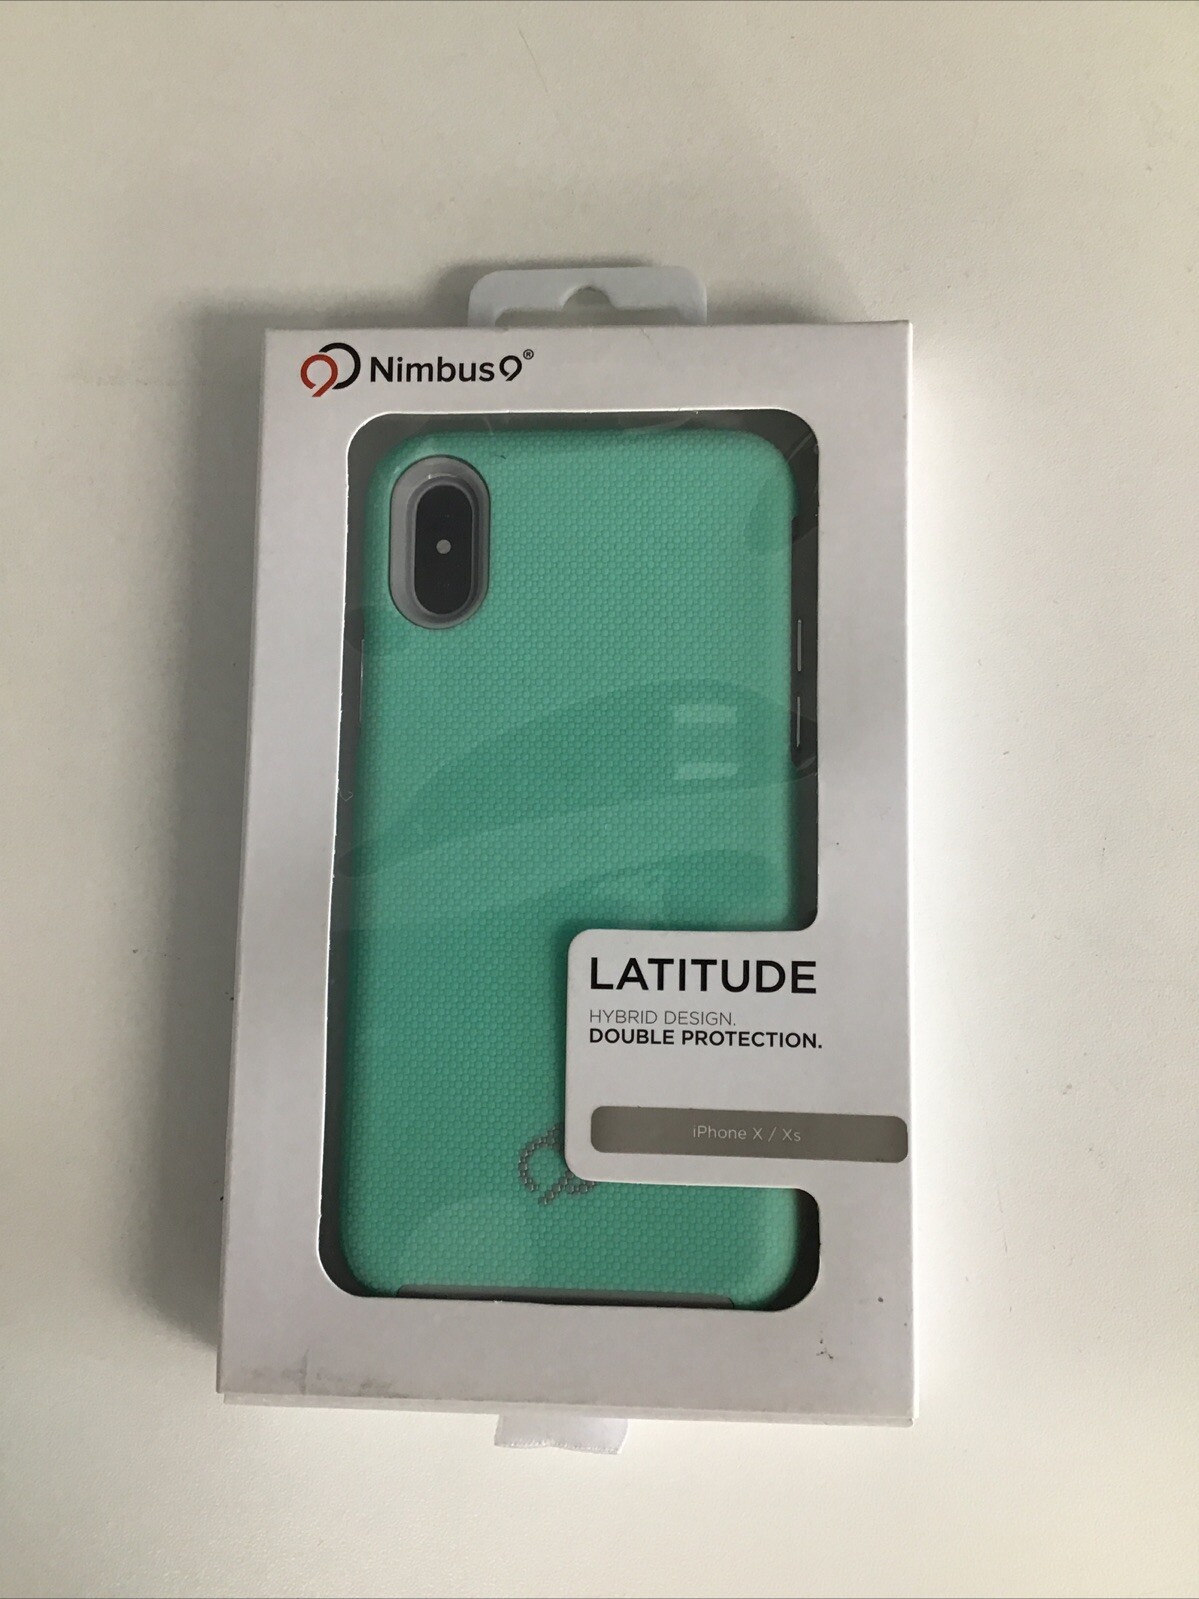 Nimbus9®
LATITUDE
HYBRID DESIGN.
DOUBLE PROTECTION.
iPhone X / Xs